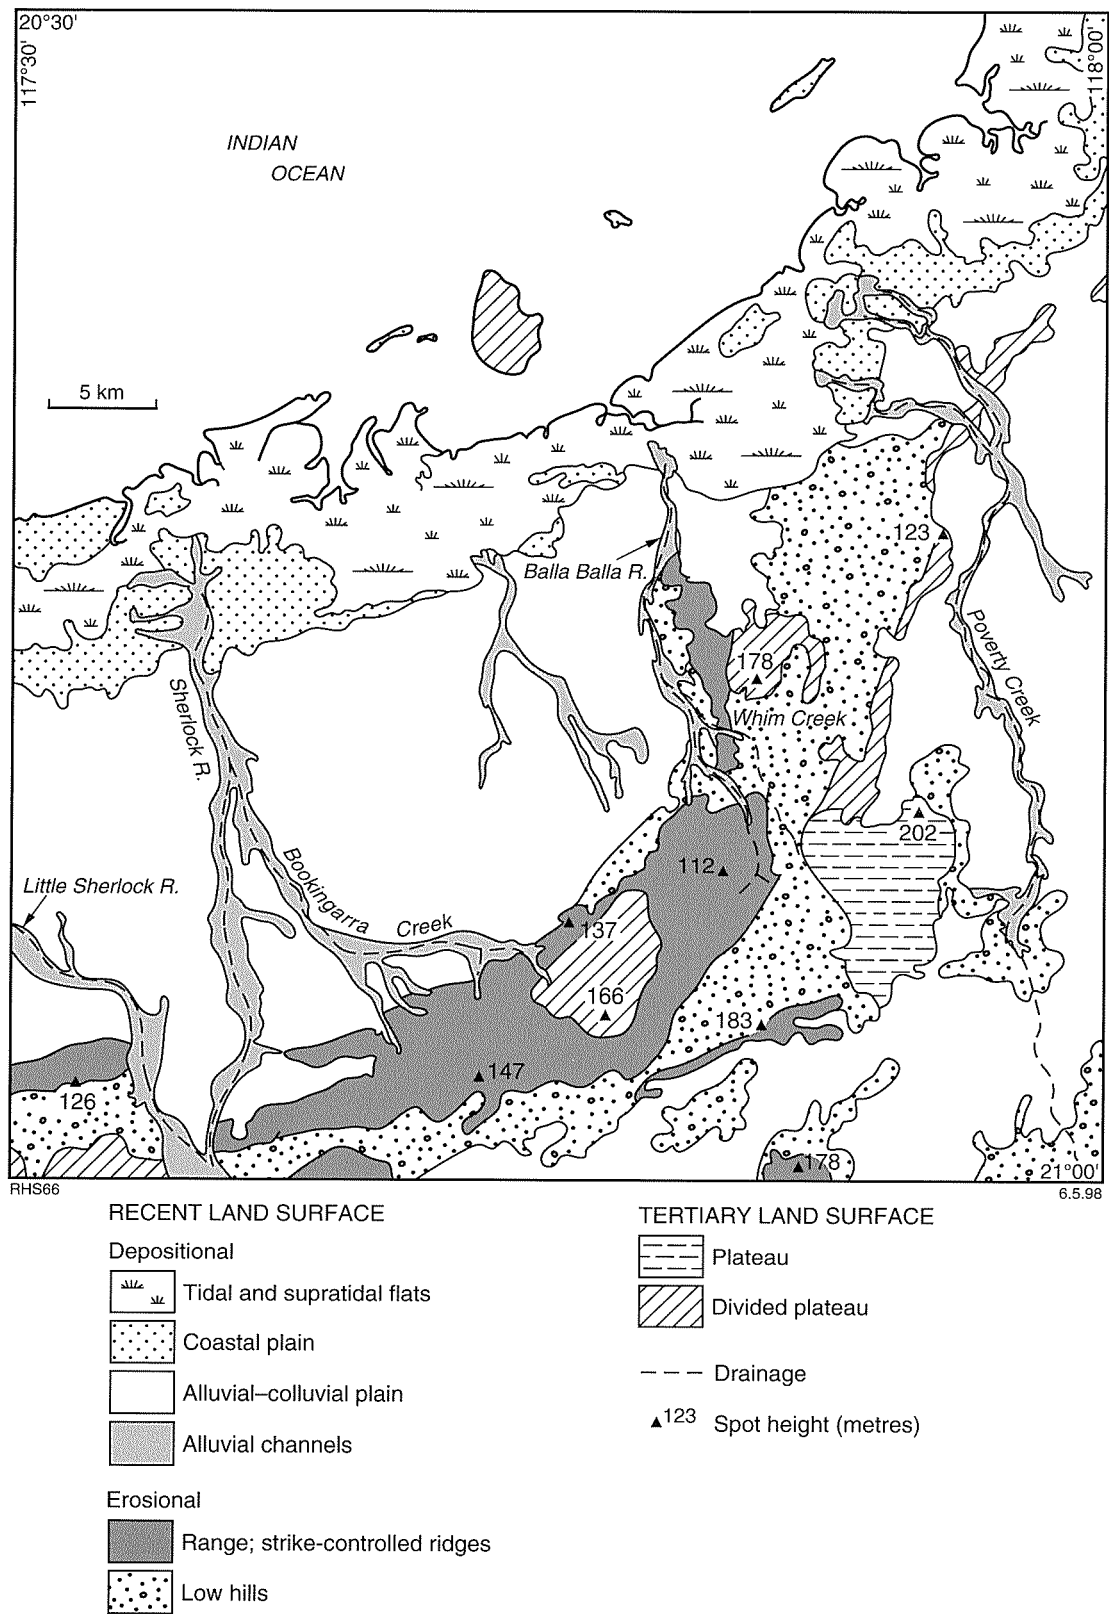 20°30'
117°30'
118°00'
INDIAN
OCEAN
5 km
123
Balla Balla R.
178
Poverty Creek
Whim Creek
Sherlock R.
202
112
Bookingarra Creek
Little Sherlock R.
137
166
183
147
126
178
21°00'
RHS66
6.5.98
RECENT LAND SURFACE
Depositional
Tidal and supratidal flats
Coastal plain
Alluvial–colluvial plain
Alluvial channels
Erosional
Range; strike-controlled ridges
Low hills
TERTIARY LAND SURFACE
Plateau
Divided plateau
Drainage
123 Spot height (metres)